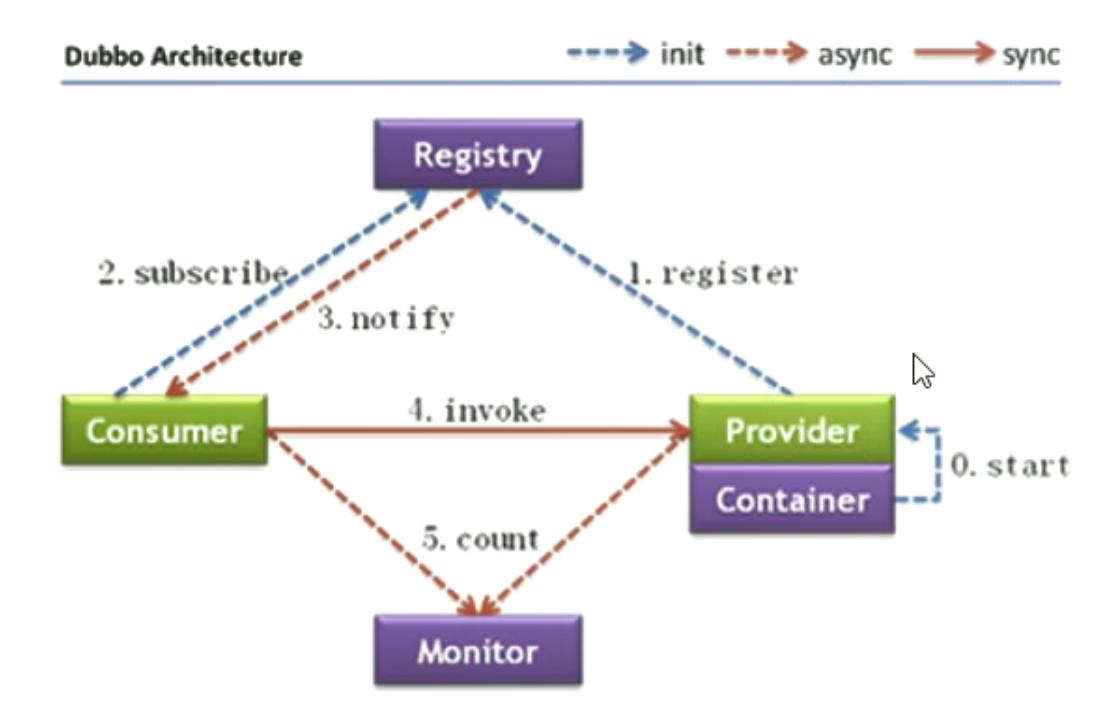 Dubbo Architecture
init
async
sync
Registry
2. subscribe
1. register
3. notify
4. invoke
Consumer
Provider
0. start
Container
5. count
Monitor